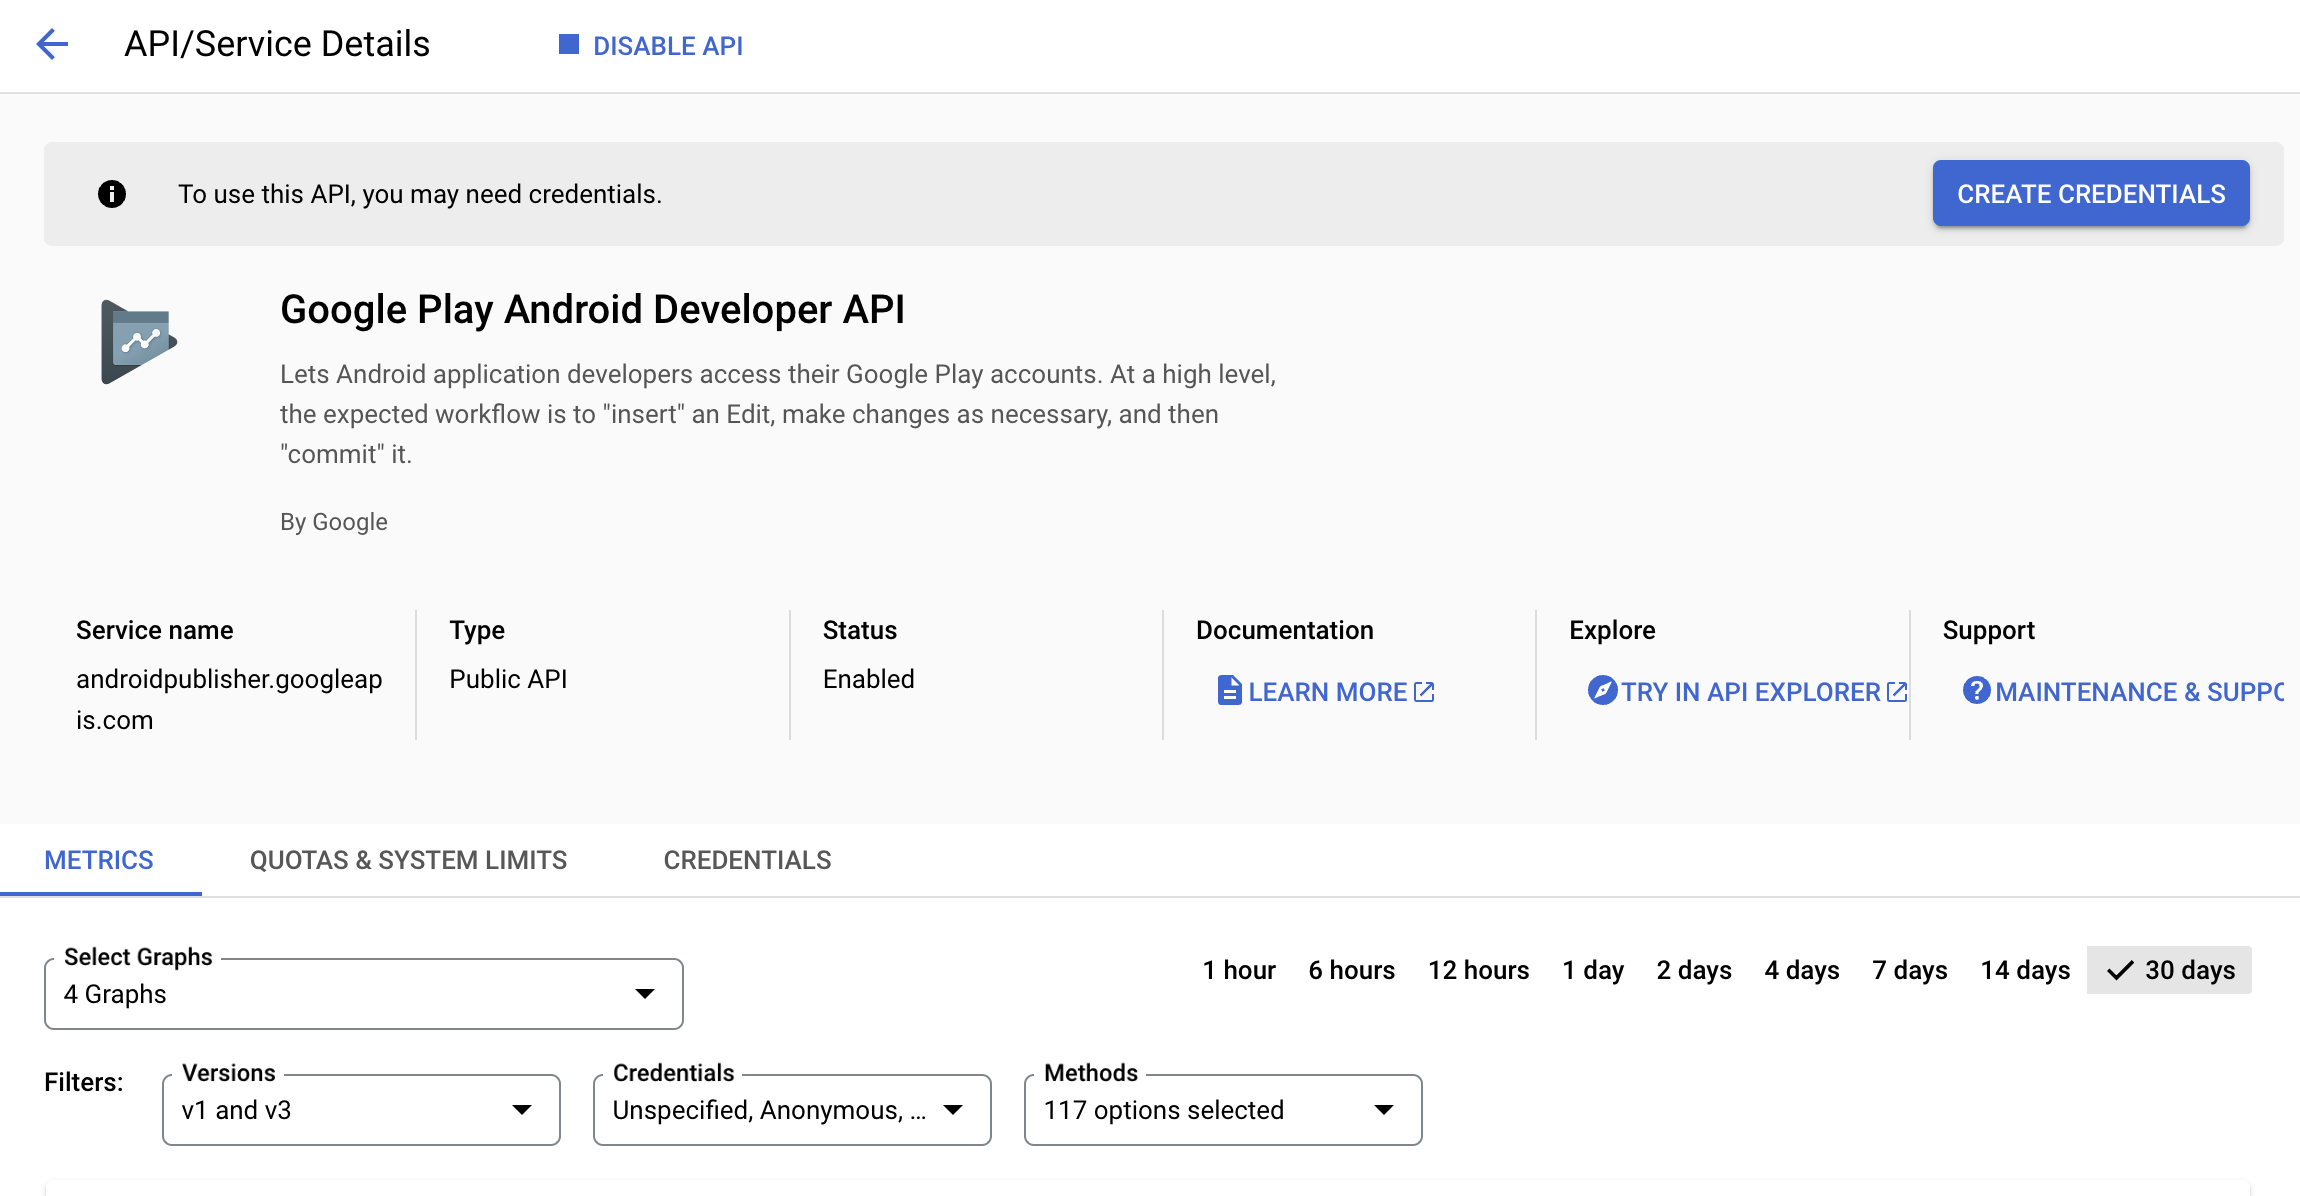 API/Service Details
DISABLE API
To use this API, you may need credentials.
CREATE CREDENTIALS
Google Play Android Developer API
Lets Android application developers access their Google Play accounts. At a high level,
the expected workflow is to "insert" an Edit, make changes as necessary, and then
"commit" it.
By Google
Service name
androidpublisher.googleap
is.com
Type
Public API
Status
Enabled
Documentation
LEARN MORE
Explore
TRY IN API EXPLORER
Support
MAINTENANCE & SUPPO
METRICS
QUOTAS & SYSTEM LIMITS
CREDENTIALS
Select Graphs
4 Graphs
1 hour
6 hours
12 hours
1 day
2 days
4 days
7 days
14 days
30 days
Filters:
Versions
v1 and v3
Credentials
Unspecified, Anonymous, ...
Methods
117 options selected